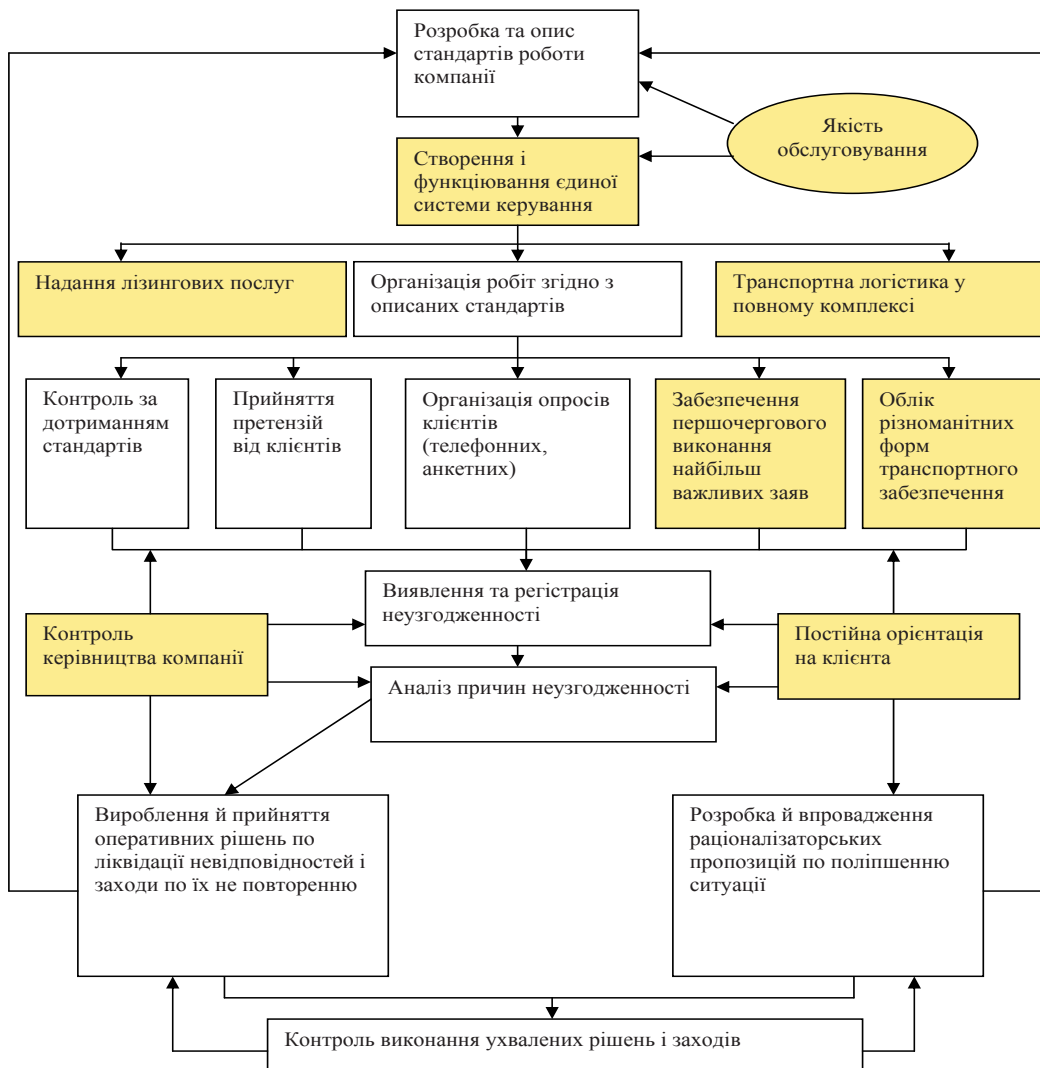 Розробка та опис
стандартів роботи
компанії
Якість
обслуговування
Створення і
функціювання єдиної
системи керування
Надання лізингових послуг
Організація робіт згідно з
описаних стандартів
Транспортна логістика у
повному комплексі
Контроль за
дотриманням
стандартів
Прийняття
претензій від
клієнтів
Організація опросів
клієнтів
(телефонних,
анкетних)
Забезпечення
першочергового
виконання
найбільш
важливих заяв
Облік
різноманітних
форм
транспортного
забезпечення
Виявлення та регістрація
неузгодженності
Контроль
керівництва компанії
Постійна орієнтація
на клієнта
Аналіз причин неузгодженності
Вироблення й прийняття
оперативних рішень по
ліквідації невідповідностей і
заходи по їх не повторенню
Розробка й впровадження
раціоналізаторських
пропозицій по поліпшенню
ситуації
Контроль виконання ухвалених рішень і заходів